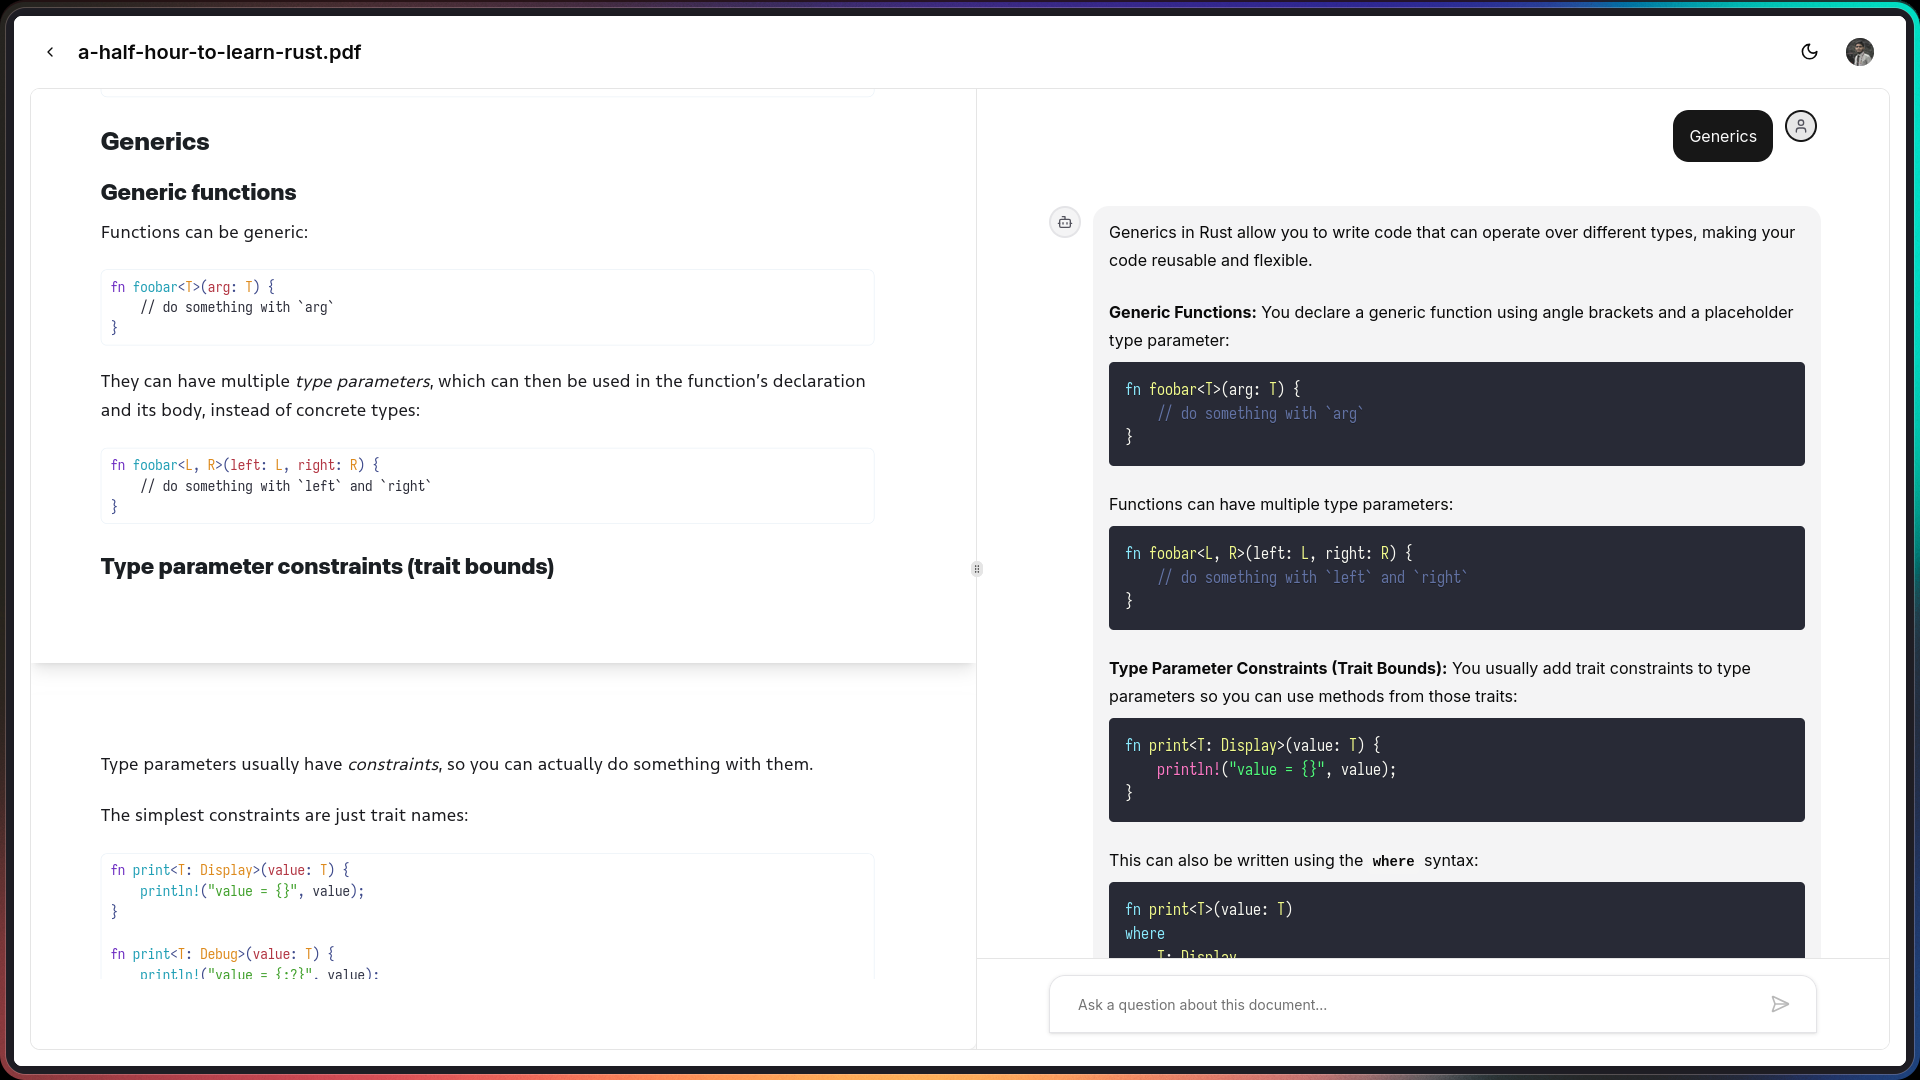 a-half-hour-to-learn-rust.pdf
Generics
Generic functions
Functions can be generic:
fn foobar<T>(arg: T) {
    // do something with `arg`
}
They can have multiple type parameters, which can then be used in the function’s declaration
and its body, instead of concrete types:
fn foobar<L, R>(left: L, right: R) {
    // do something with `left` and `right`
}
Type parameter constraints (trait bounds)
Type parameters usually have constraints, so you can actually do something with them.
The simplest constraints are just trait names:
fn print<T: Display>(value: T) {
    println!("value = {}", value);
}
fn print<T: Debug>(value: T) {
    println!("value = {:?}", value);
Generics
Generics in Rust allow you to write code that can operate over different types, making your
code reusable and flexible.
Generic Functions: You declare a generic function using angle brackets and a placeholder
type parameter:
fn foobar<T>(arg: T) {
    // do something with `arg`
}
Functions can have multiple type parameters:
fn foobar<L, R>(left: L, right: R) {
    // do something with `left` and `right`
}
Type Parameter Constraints (Trait Bounds): You usually add trait constraints to type
parameters so you can use methods from those traits:
fn print<T: Display>(value: T) {
    println!("value = {}", value);
}
This can also be written using the where syntax:
fn print<T>(value: T)
where
    T: Display
Ask a question about this document...